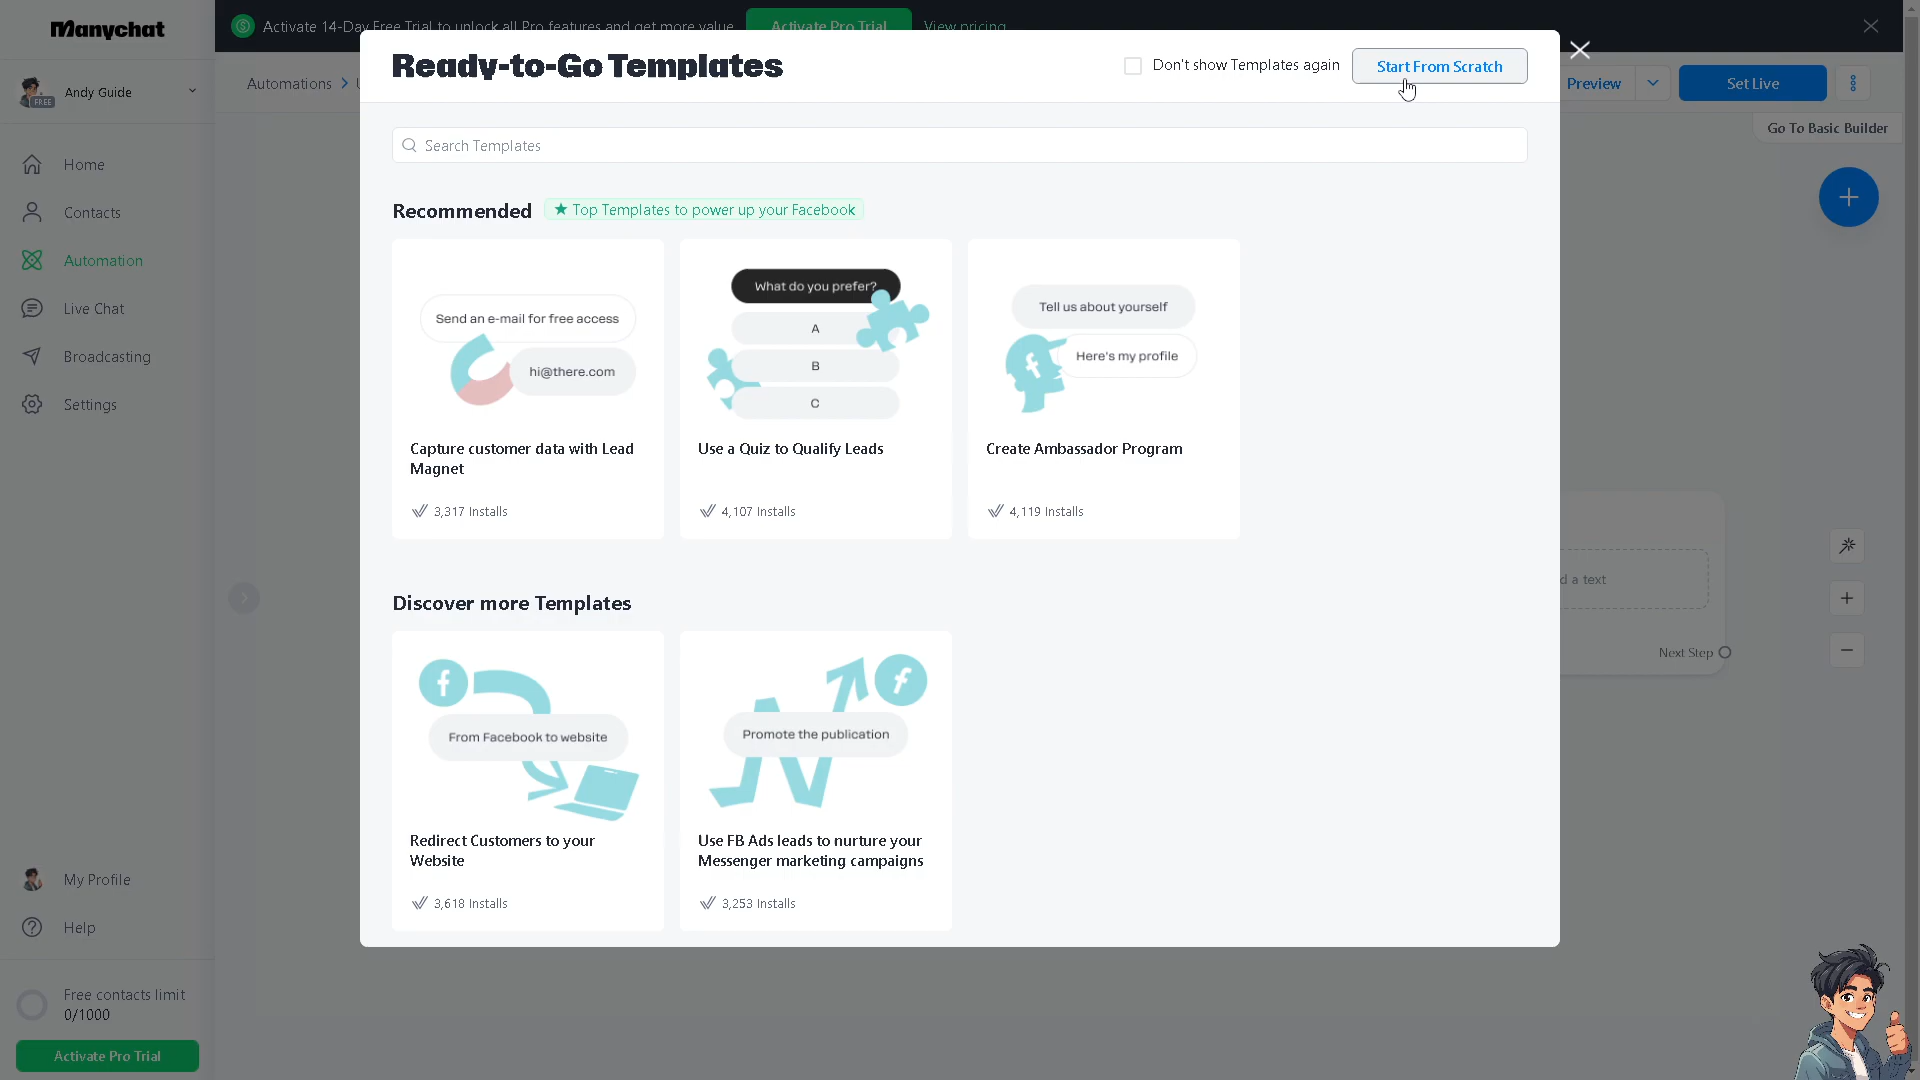 Manychat
Activate 14-Day Free Trial to unlock all Pro features and get more value
Activate Pro Trial
View pricing
Andy Guide
FREE
Automations
Ready-to-Go Templates
Don't show Templates again
Start From Scratch
Preview
Set Live
Go To Basic Builder
Search Templates
Home
Contacts
Automation
Live Chat
Broadcasting
Settings
Recommended
Top Templates to power up your Facebook
Send an e-mail for free access
hi@there.com
Capture customer data with Lead
Magnet
3,317 Installs
What do you prefer?
A
B
C
Use a Quiz to Qualify Leads
4,107 Installs
Tell us about yourself
Here's my profile
Create Ambassador Program
4,119 Installs
Discover more Templates
From Facebook to website
Redirect Customers to your
Website
3,618 Installs
Promote the publication
Use FB Ads leads to nurture your
Messenger marketing campaigns
3,253 Installs
a text
Next Step
My Profile
Help
Free contacts limit
0/1000
Activate Pro Trial